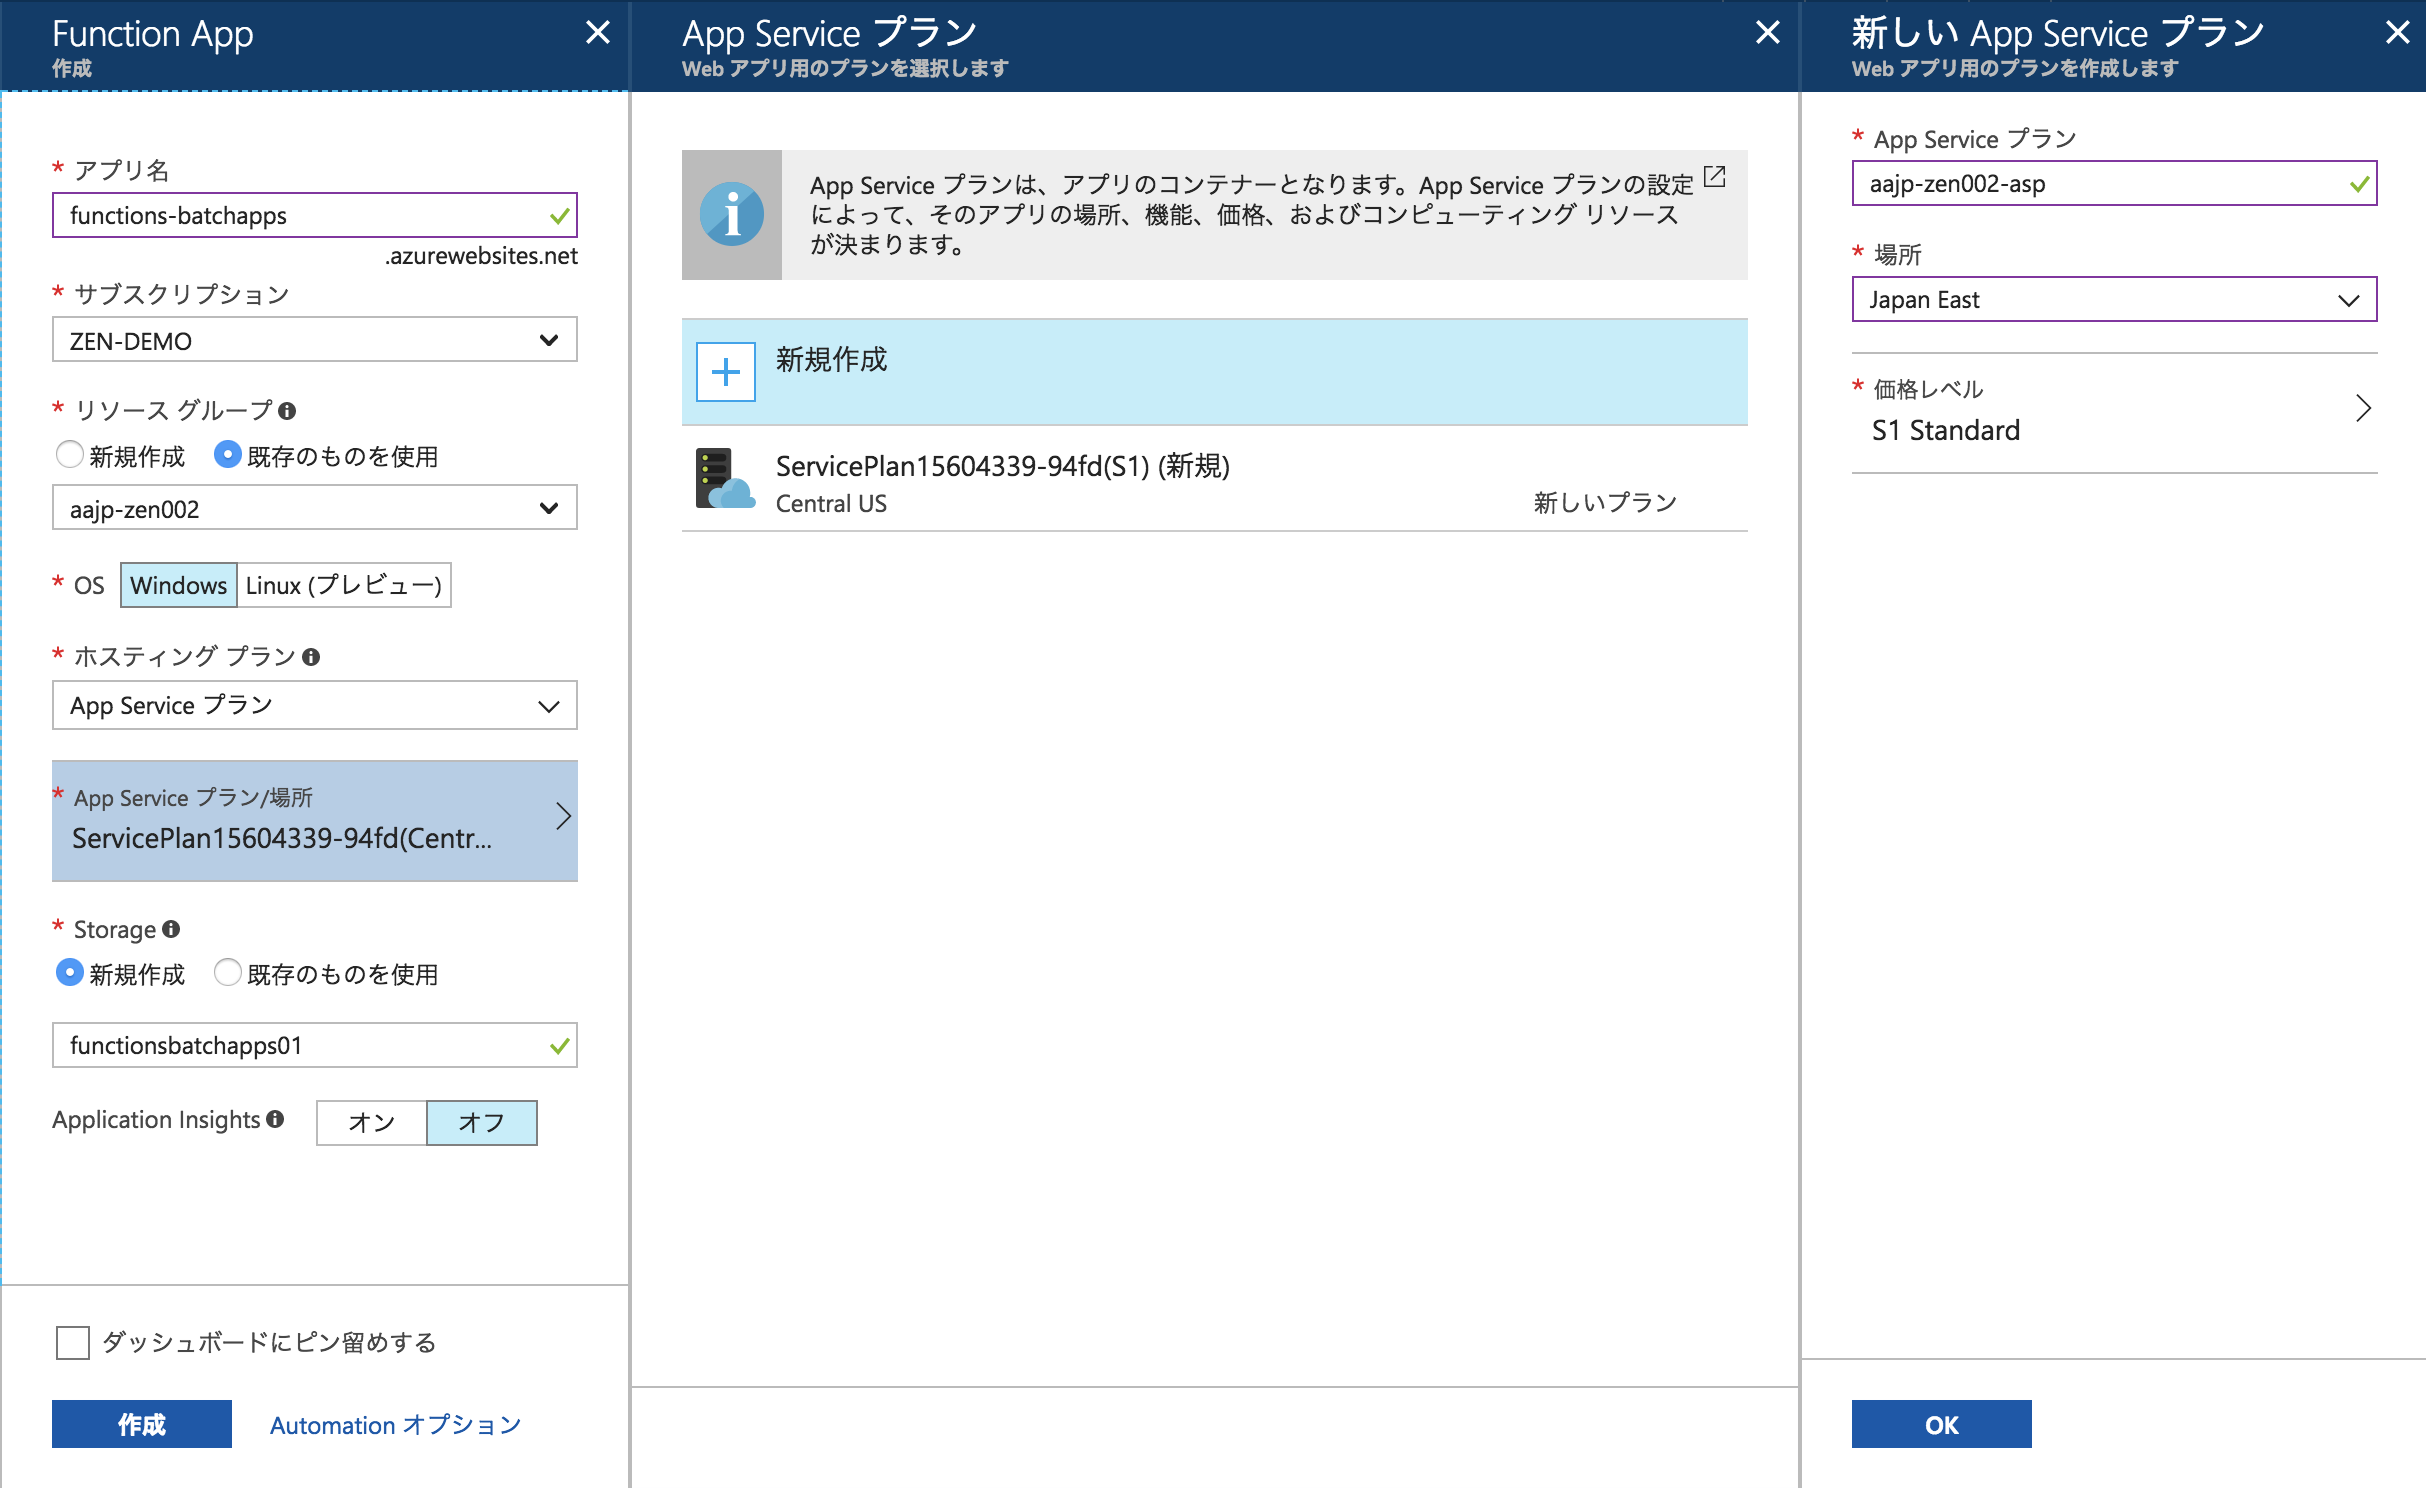 Function App
作成
* アプリ名
functions-batchapps
.azurewebsites.net
* サブスクリプション
ZEN-DEMO
* リソース グループ
新規作成 既存のものを使用
aajp-zen002
* OS Windows Linux (プレビュー)
* ホスティング プラン
App Service プラン
* App Service プラン/場所
ServicePlan15604339-94fd(Centr...
* Storage
新規作成 既存のものを使用
functionsbatchapps01
Application Insights オン オフ
ダッシュボードにピン留めする
作成 Automation オプション
App Service プラン
Web アプリ用のプランを選択します
App Service プランは、アプリのコンテナーとなります。App Service プランの設定
によって、そのアプリの場所、機能、価格、およびコンピューティング リソース
が決まります。
新規作成
ServicePlan15604339-94fd(S1) (新規)
Central US 新しいプラン
新しい App Service プラン
Web アプリ用のプランを作成します
* App Service プラン
aajp-zen002-asp
* 場所
Japan East
* 価格レベル
S1 Standard
OK